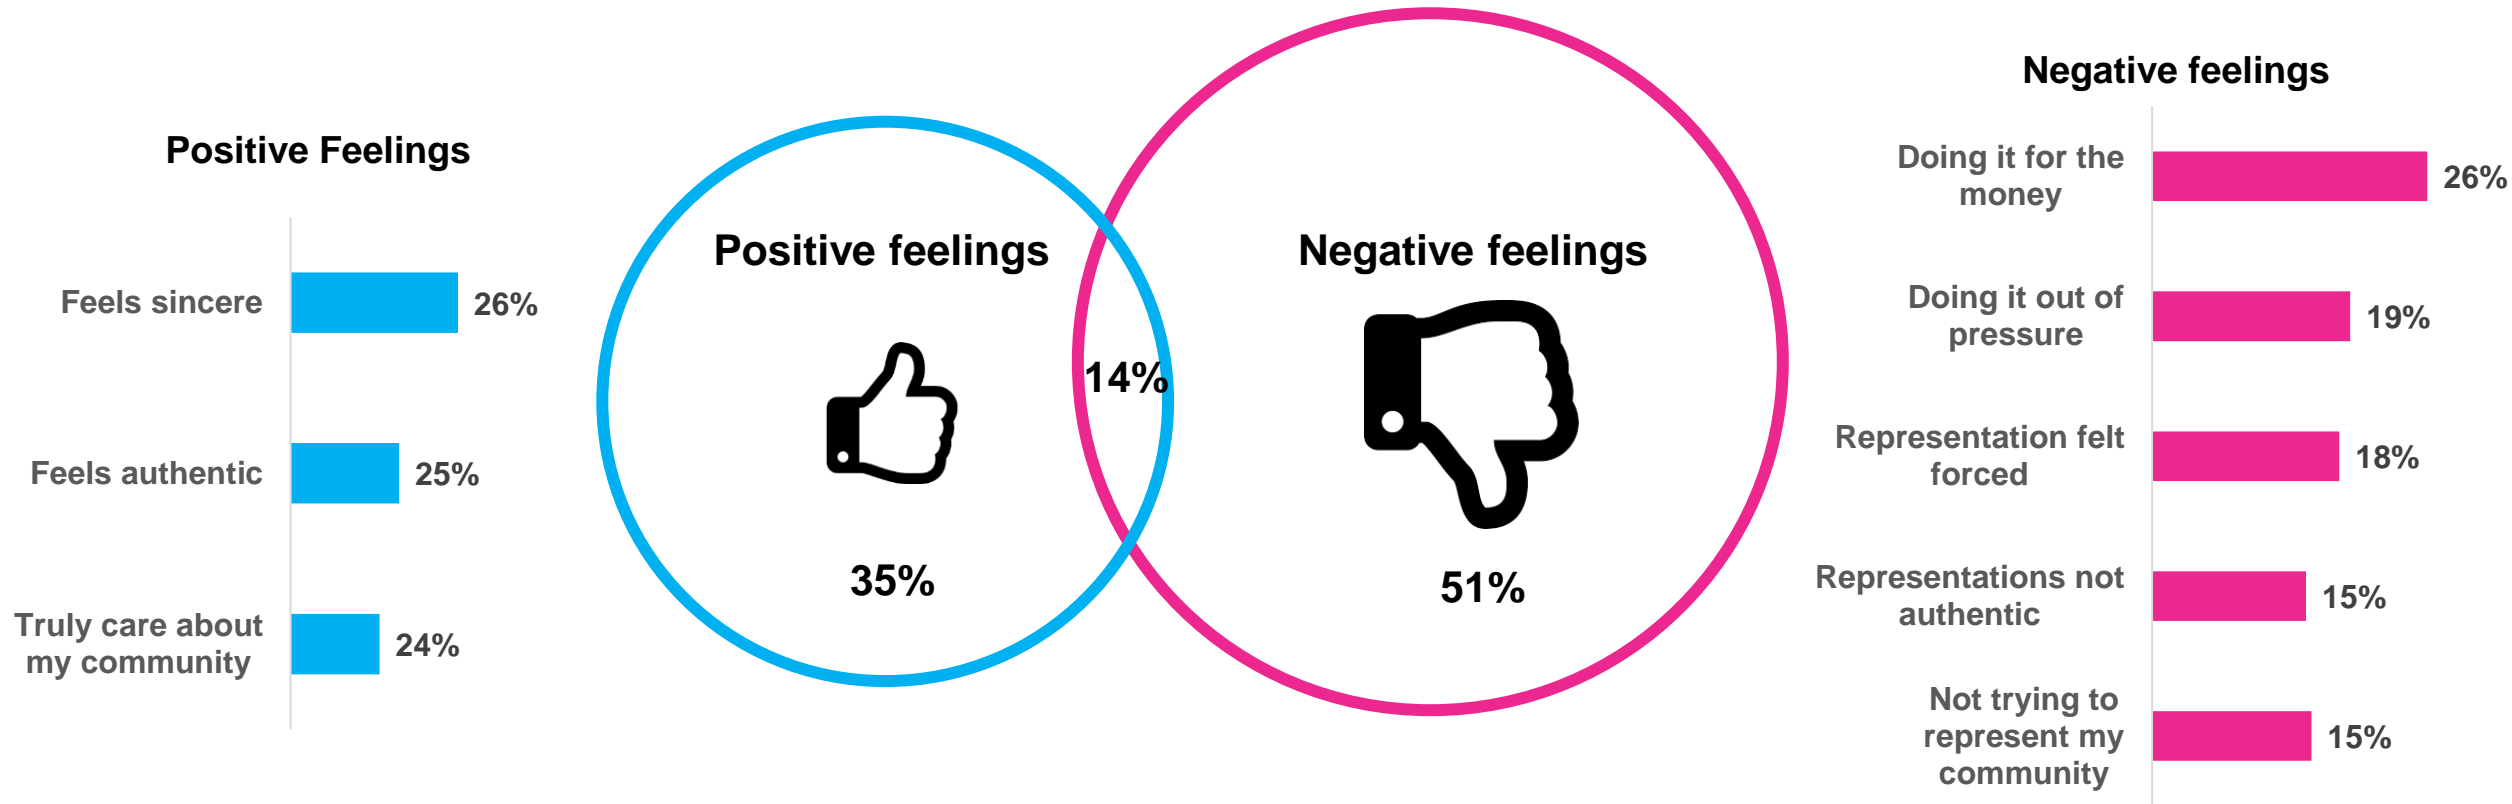 Positive Feelings
Feels sincere
26%
Feels authentic
25%
Truly care about
my community
24%
Positive feelings
35%
14%
Negative feelings
51%
Negative feelings
Doing it for the
money
26%
Doing it out of
pressure
19%
Representation felt
forced
18%
Representations not
authentic
15%
Not trying to
represent my
community
15%